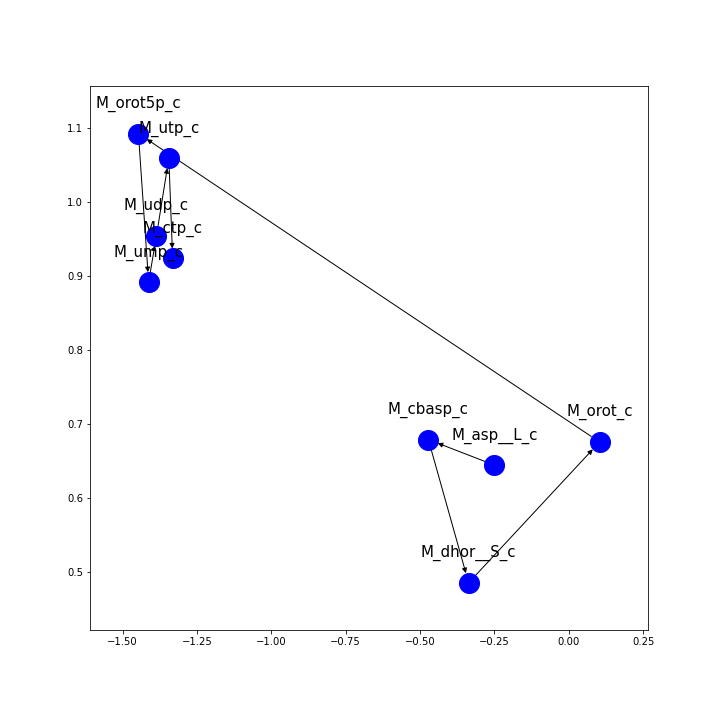 M_orot5p_c
M_utp_c
M_udp_c
M_ctp_c
M_ump_c
M_cbasp_c
M_orot_c
M_asp__L_c
M_dhor__S_c
1.1
1.0
0.9
0.8
0.7
0.6
0.5
−1.50
−1.25
−1.00
−0.75
−0.50
−0.25
0.00
0.25